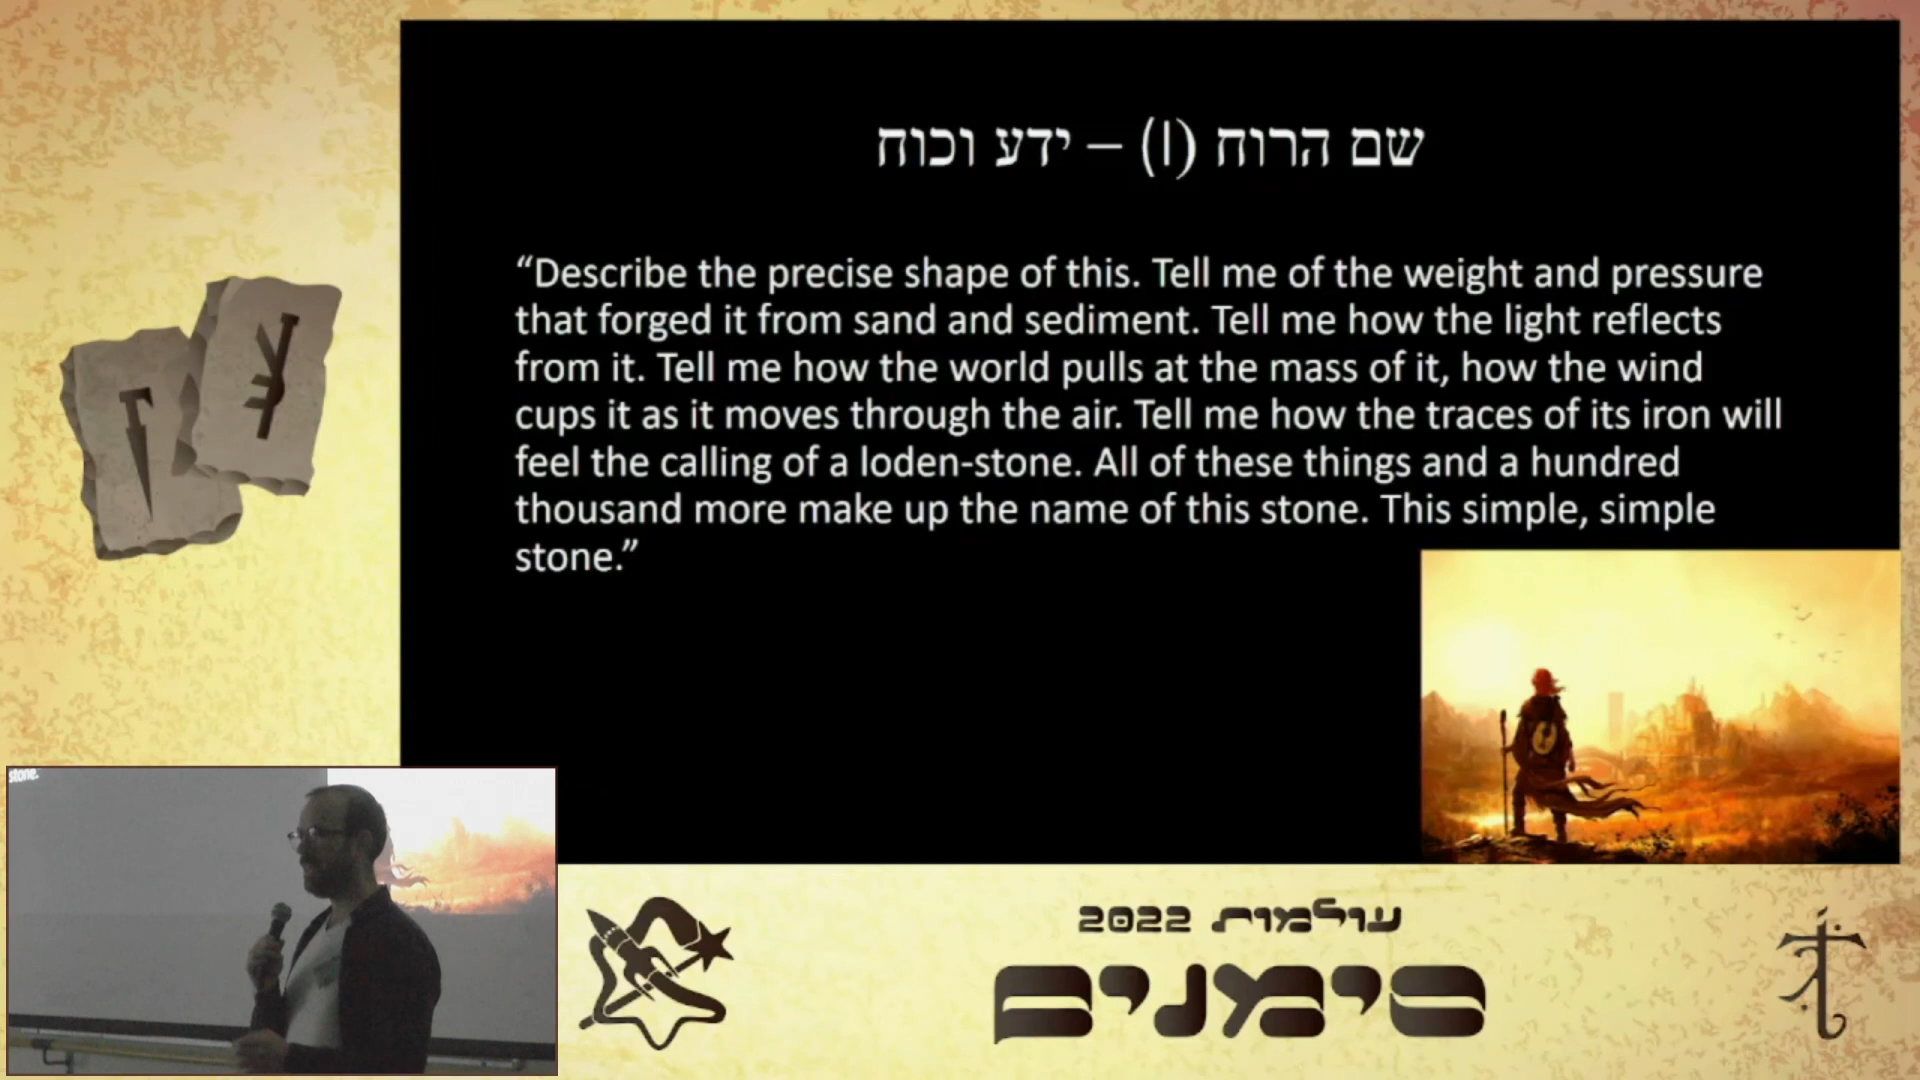 שם הרוח (I) – ידע וכוח
“Describe the precise shape of this. Tell me of the weight and pressure
that forged it from sand and sediment. Tell me how the light reflects
from it. Tell me how the world pulls at the mass of it, how the wind
cups it as it moves through the air. Tell me how the traces of its iron will
feel the calling of a loden-stone. All of these things and a hundred
thousand more make up the name of this stone. This simple, simple
stone.”
stone.
עולמות 2022
סימנים